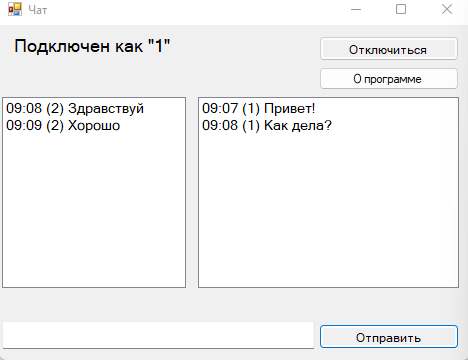 Чат
Подключен как "1"
Отключиться
О программе
09:08 (2) Здравствуй
09:09 (2) Хорошо
09:07 (1) Привет!
09:08 (1) Как дела?
Отправить